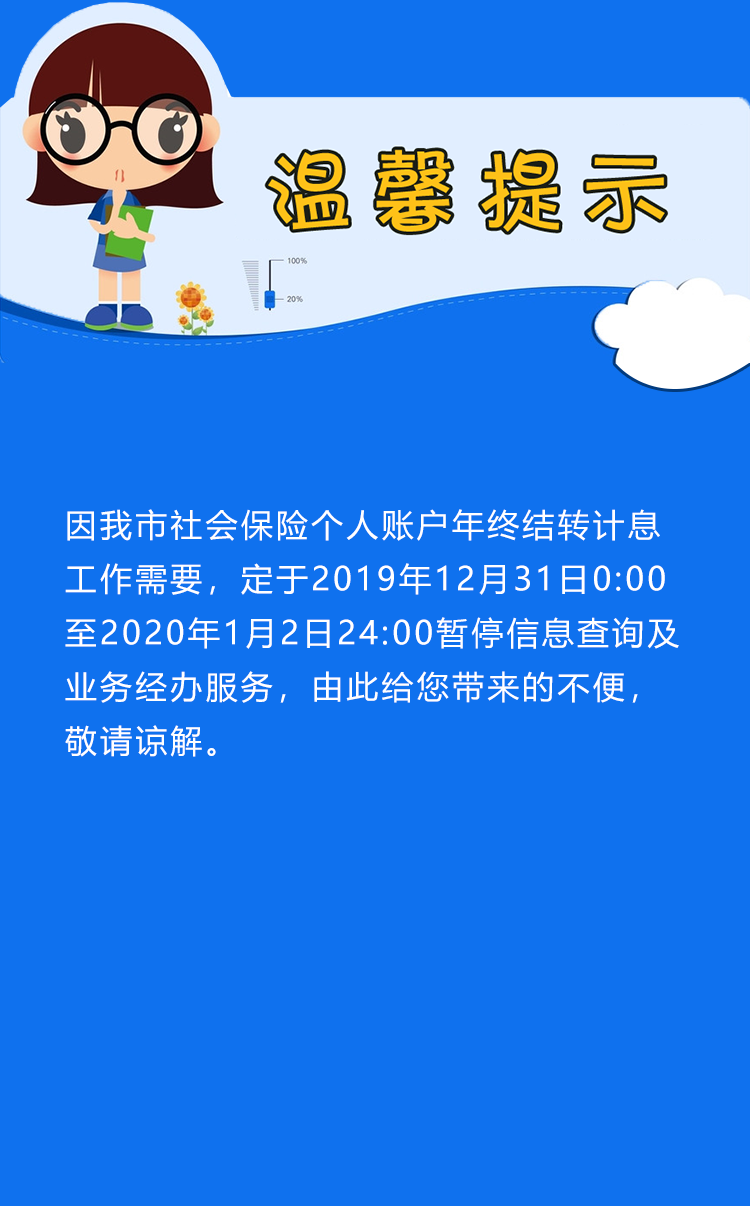 温馨提示
100%
20%
因我市社会保险个人账户年终结转计息
工作需要，定于2019年12月31日0:00
至2020年1月2日24:00暂停信息查询及
业务经办服务，由此给您带来的不便，
敬请谅解。